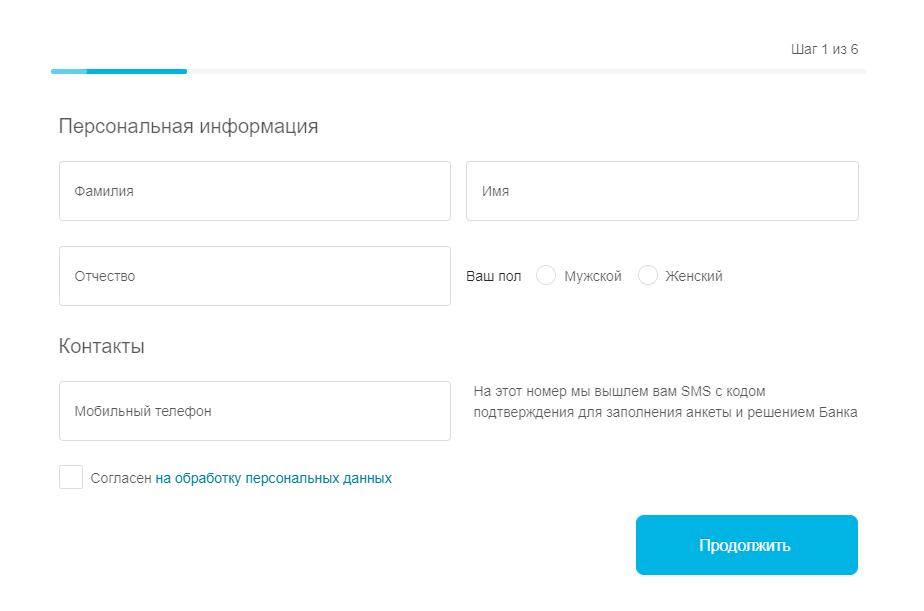 Шаг 1 из 6
Персональная информация
Фамилия
Имя
Отчество
Ваш пол Мужской Женский
Контакты
Мобильный телефон
На этот номер мы вышлем вам SMS с кодом
подтверждения для заполнения анкеты и решением Банка
Согласен на обработку персональных данных
Продолжить